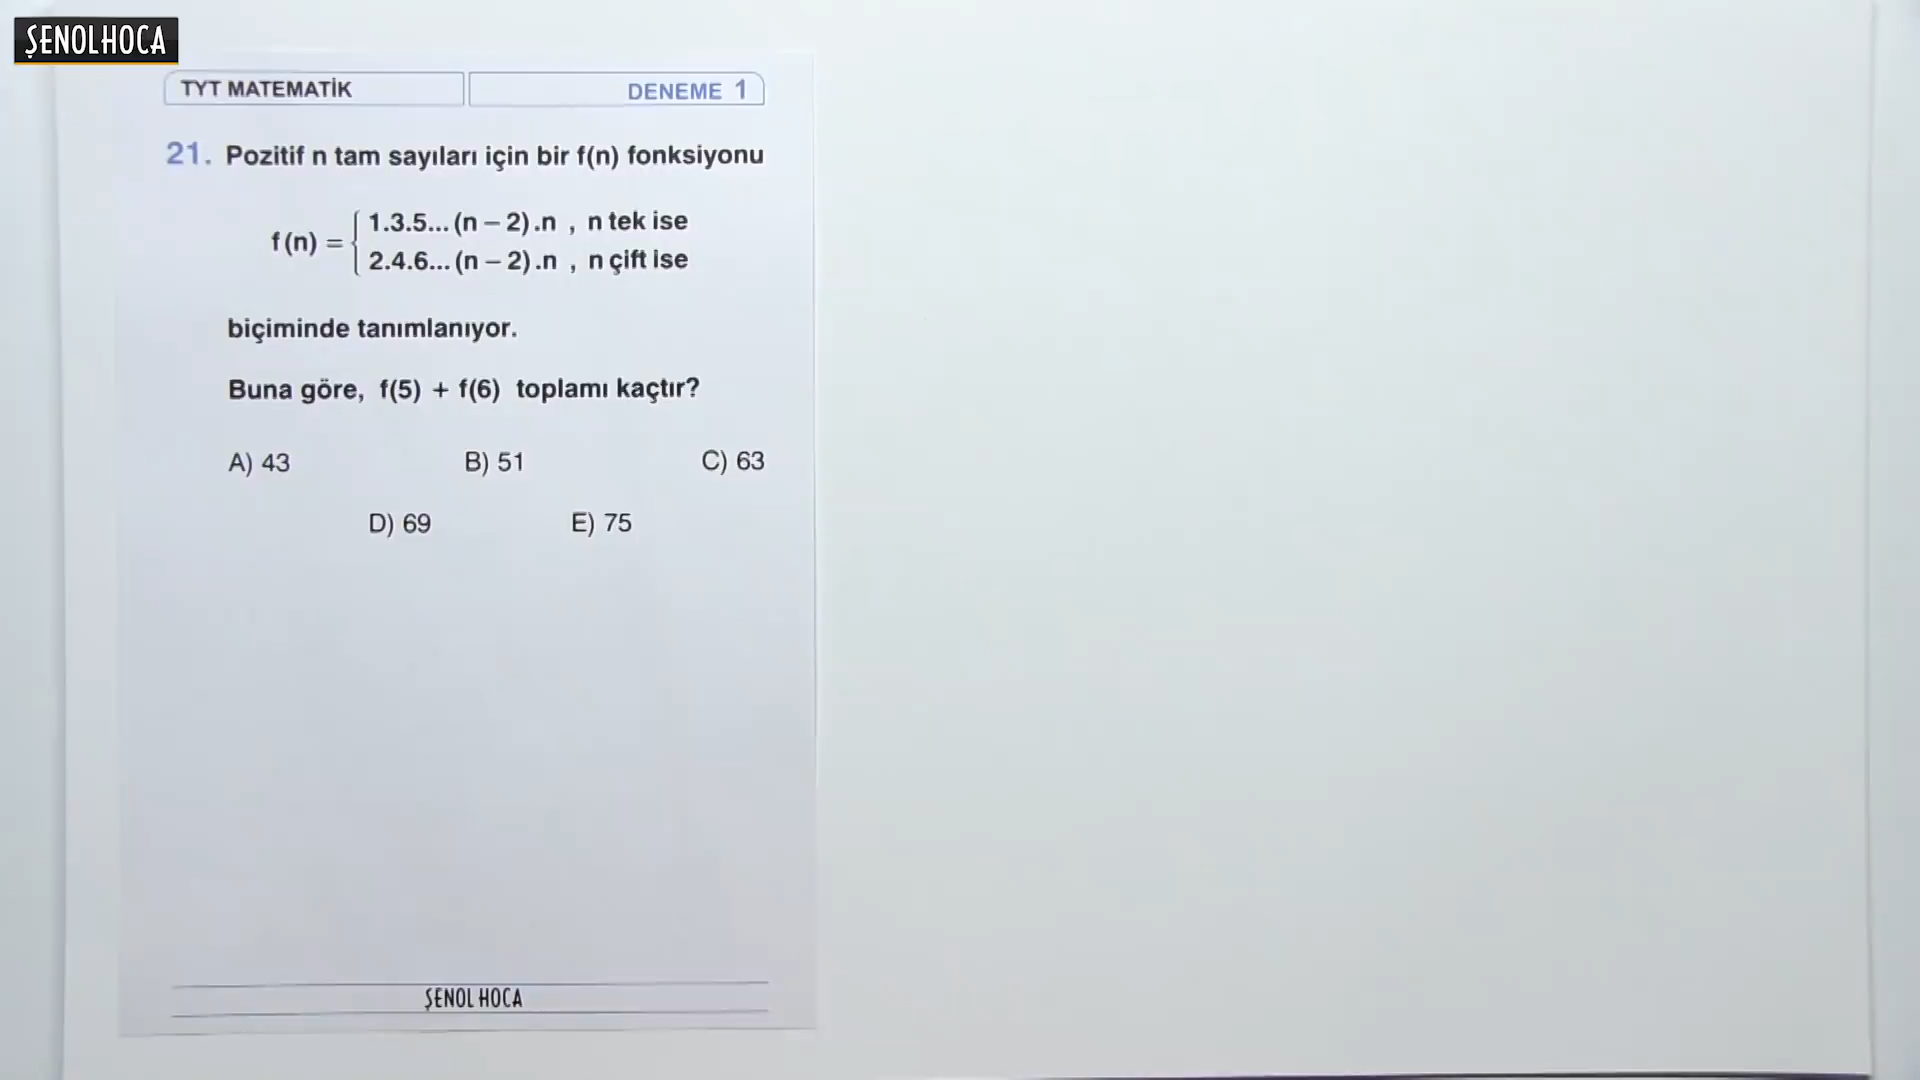 ŞENOLHOCA
TYT MATEMATİK
DENEME 1
21. Pozitif n tam sayıları için bir f(n) fonksiyonu
f(n) = { 1.3.5...(n – 2).n , n tek ise
2.4.6...(n – 2).n , n çift ise
biçiminde tanımlanıyor.
Buna göre, f(5) + f(6) toplamı kaçtır?
A) 43 B) 51 C) 63
D) 69 E) 75
ŞENOL HOCA